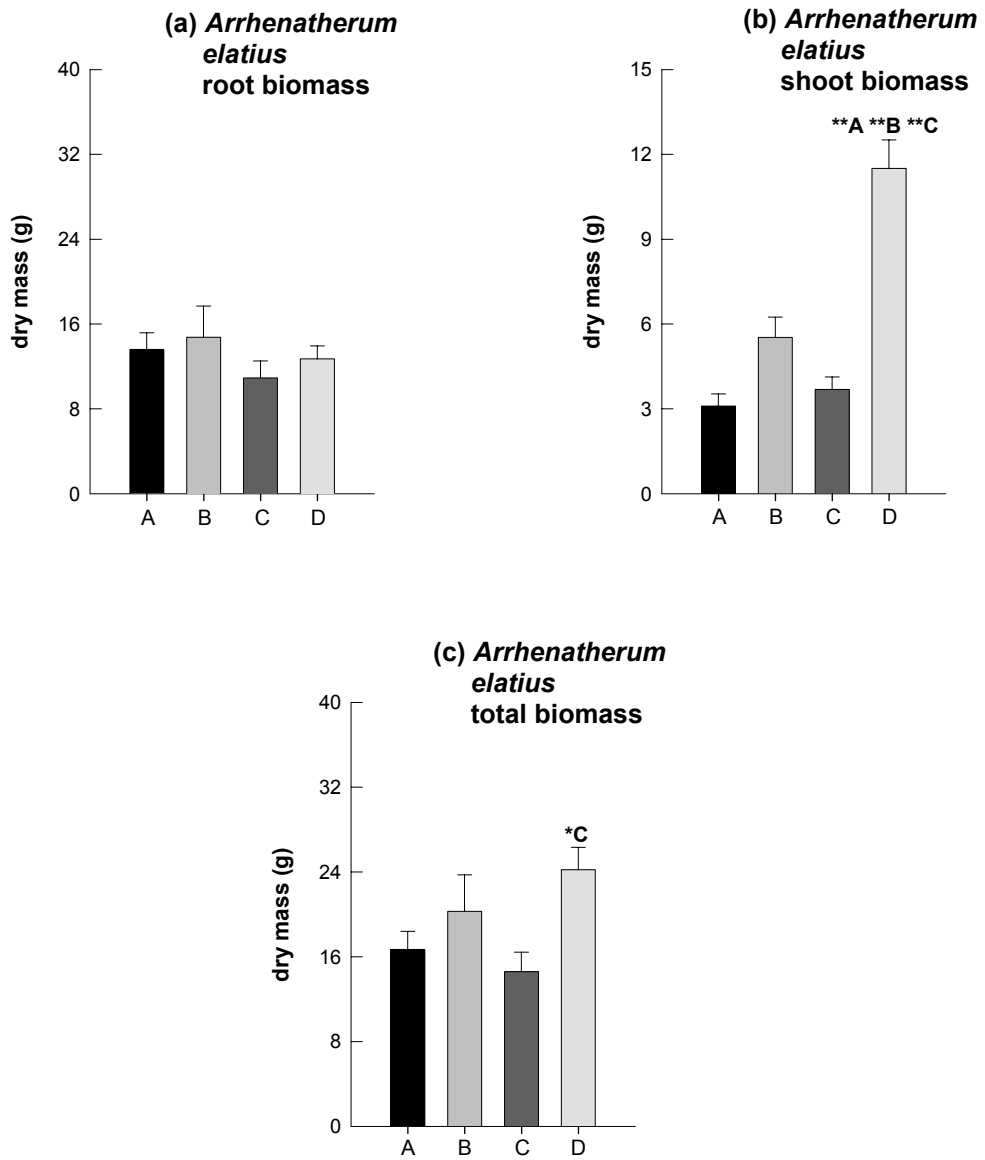 (a) Arrhenatherum
elatius
root biomass
40
32
24
16
8
0
dry mass (g)
A B C D
(b) Arrhenatherum
elatius
shoot biomass
15
12
9
6
3
0
dry mass (g)
**A **B **C
A B C D
(c) Arrhenatherum
elatius
total biomass
40
32
24
16
8
0
dry mass (g)
*C
A B C D